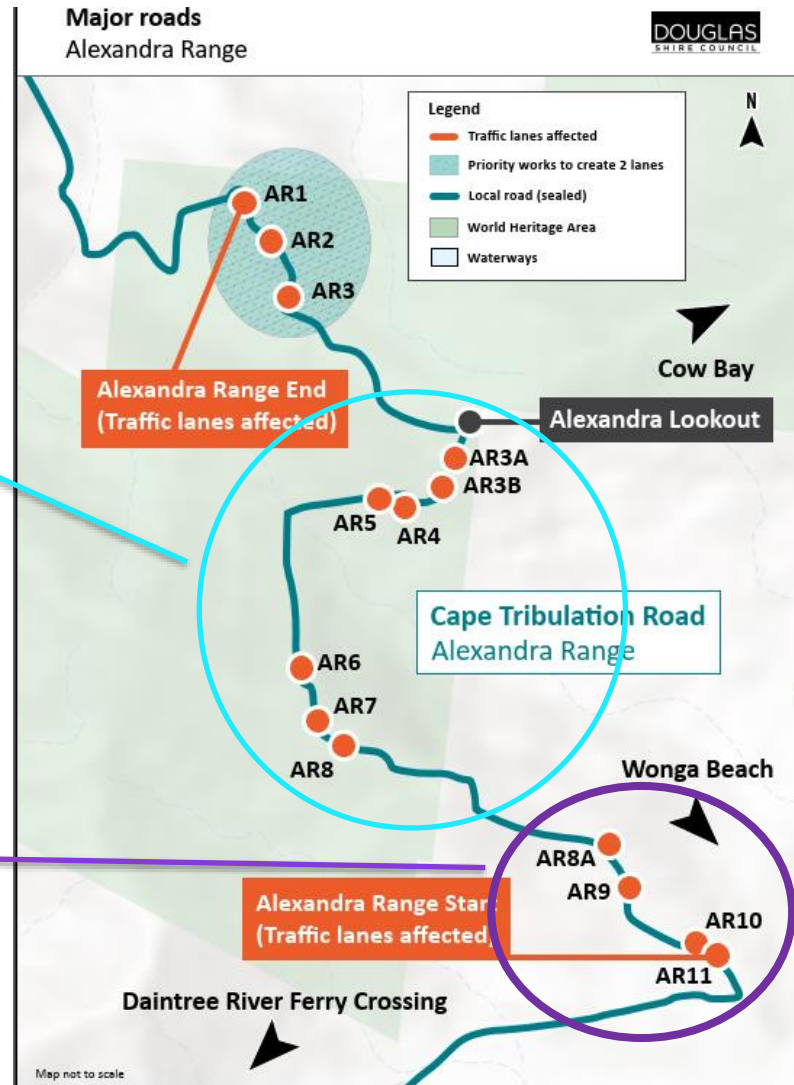 Major roads
Alexandra Range
DOUGLAS
SHIRE COUNCIL
Legend
Traffic lanes affected
Priority works to create 2 lanes
Local road (sealed)
World Heritage Area
Waterways
N
AR1
AR2
AR3
Cow Bay
Alexandra Range End
(Traffic lanes affected)
Alexandra Lookout
AR3A
AR3B
AR5
AR4
Cape Tribulation Road
Alexandra Range
AR6
AR7
AR8
Wonga Beach
AR8A
AR9
Alexandra Range Start
(Traffic lanes affected)
AR10
AR11
Daintree River Ferry Crossing
Map not to scale